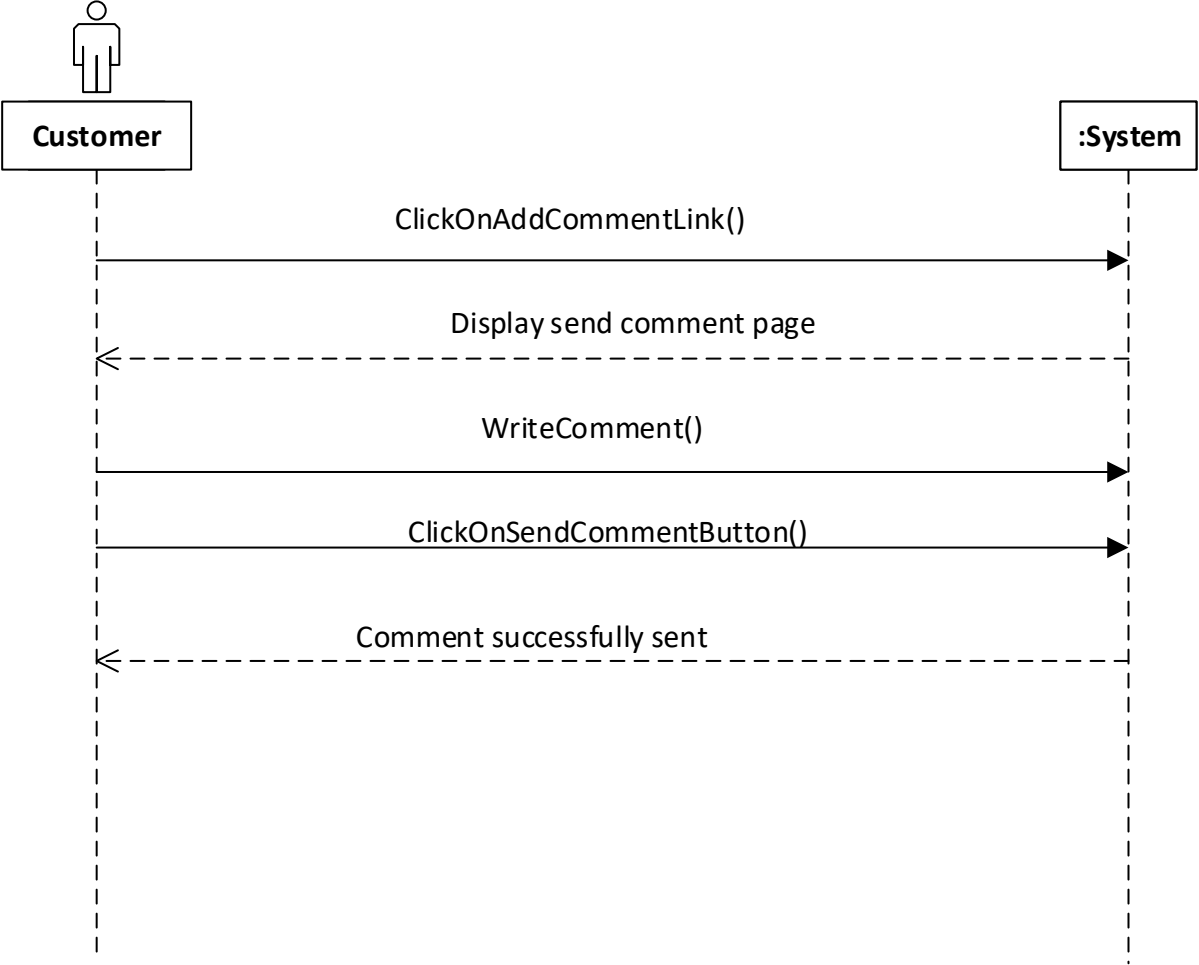 Customer
:System
ClickOnAddCommentLink()
Display send comment page
WriteComment()
ClickOnSendCommentButton()
Comment successfully sent